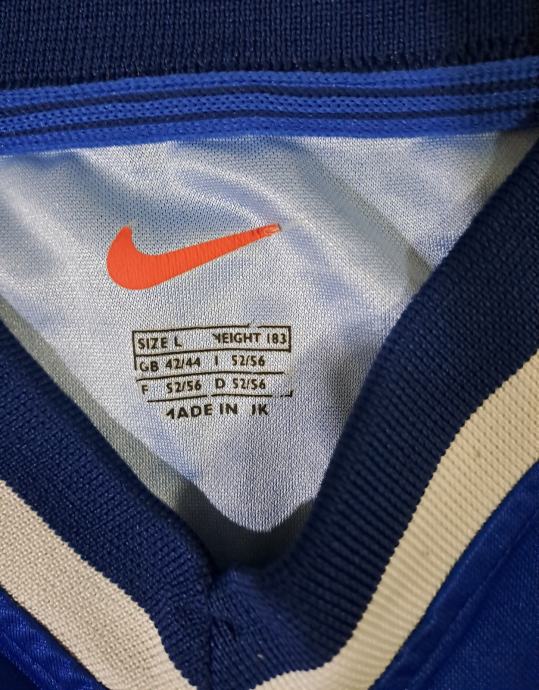 SIZE L HEIGHT 183
GB 42/44 I 52/56
F 52/56 D 52/56
MADE IN UK